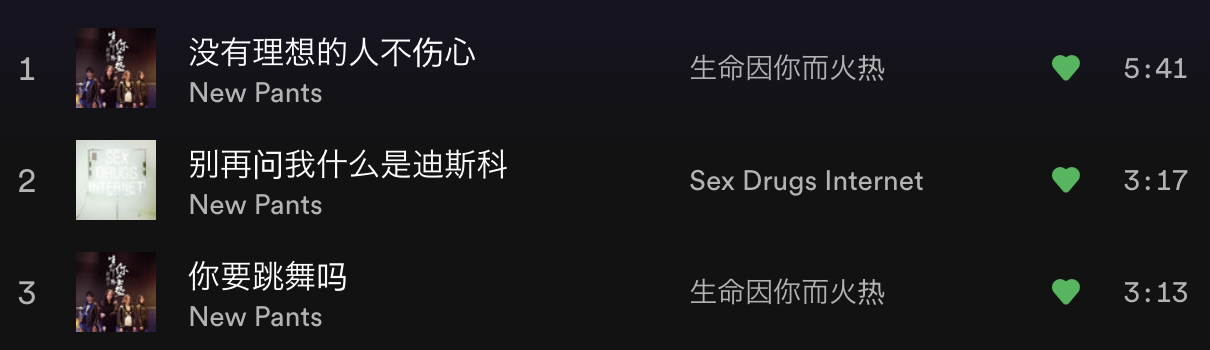 1
没有理想的人不伤心
New Pants
生命因你而火热
5:41
SEX
DRUGS
INTERNET
2
别再问我什么是迪斯科
New Pants
Sex Drugs Internet
3:17
3
你要跳舞吗
New Pants
生命因你而火热
3:13